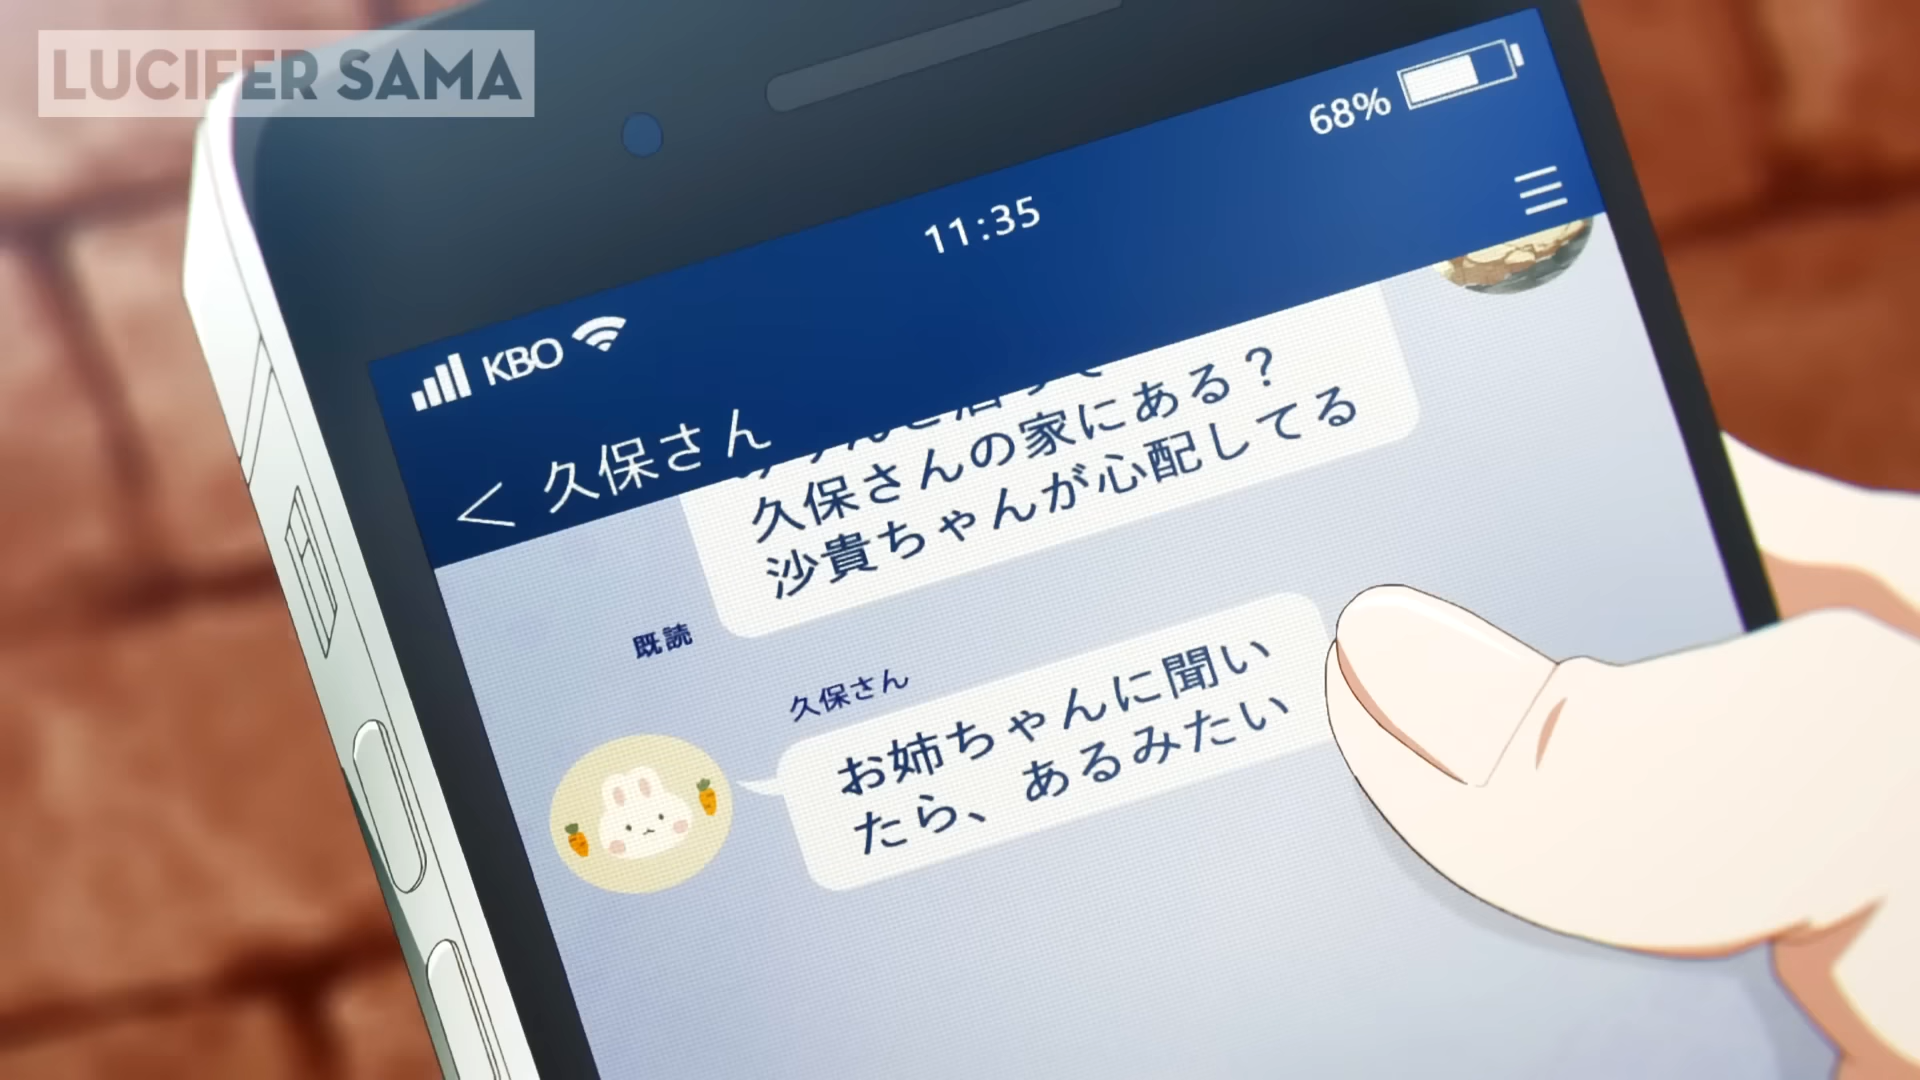 LUCIFER SAMA
68%
11:35
KBO
< 久保さん
久保さんの家にある？
沙貴ちゃんが心配してる
既読
久保さん
お姉ちゃんに聞い
たら、あるみたい